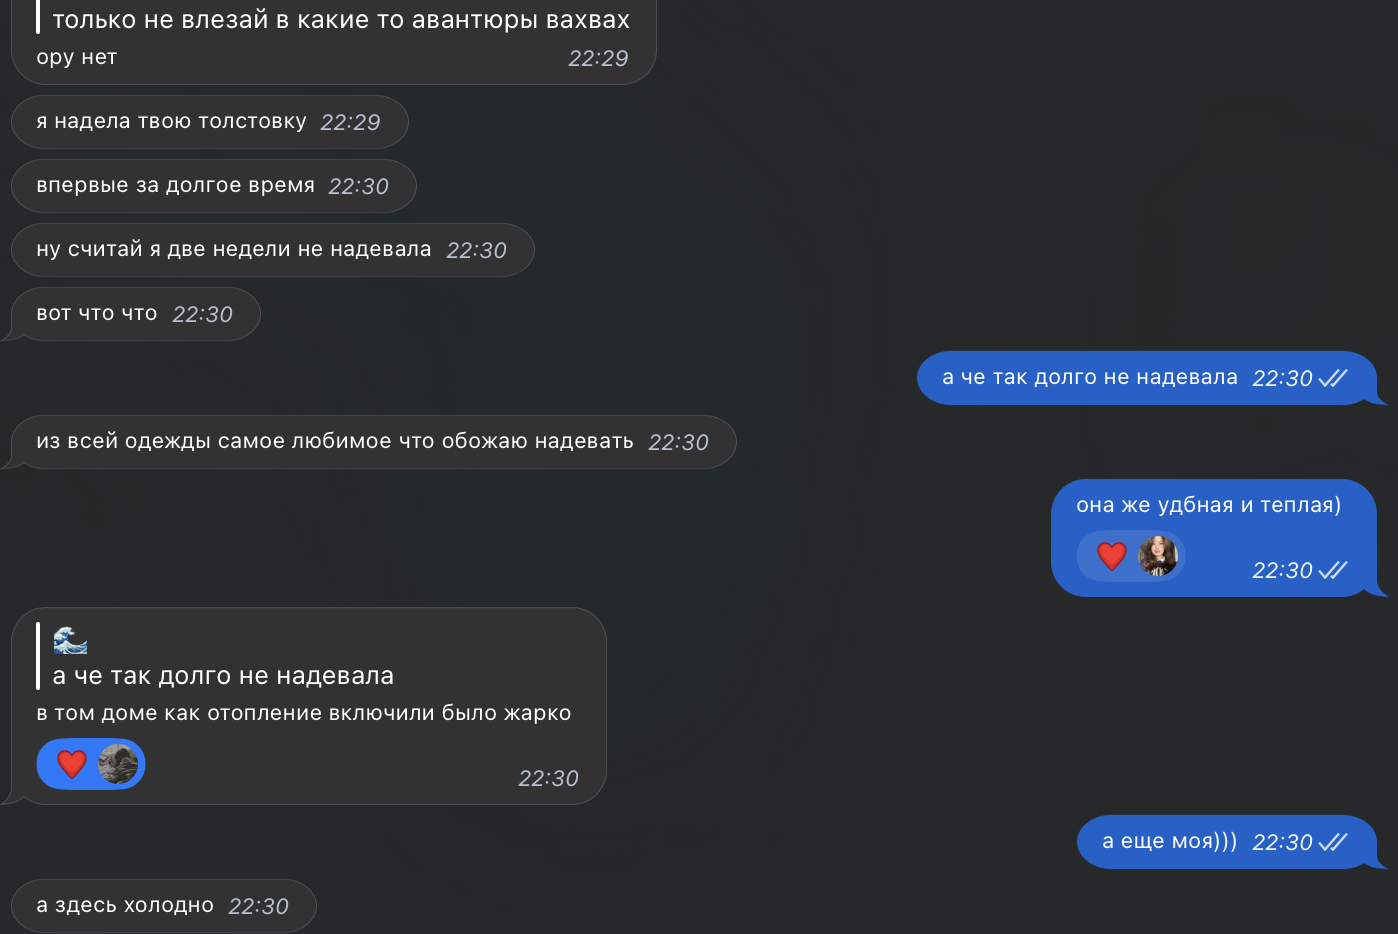 только не влезай в какие то авантюры вахвах
ору нет 22:29
я надела твою толстовку 22:29
впервые за долгое время 22:30
ну считай я две недели не надевала 22:30
вот что что 22:30
а че так долго не надевала 22:30
из всей одежды самое любимое что обожаю надевать 22:30
она же удбная и теплая)
22:30
а че так долго не надевала
в том доме как отопление включили было жарко
22:30
а еще моя))) 22:30
а здесь холодно 22:30